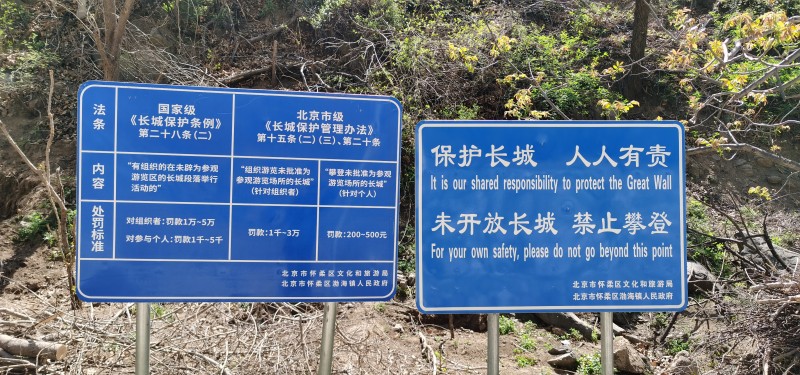 法条
国家级
《长城保护条例》
第二十八条（二）
北京市级
《长城保护管理办法》
第十五条（二）（三）、第二十条
内容
“有组织的在未辟为参观
游览区的长城段落举行
活动的”
“组织游览未批准为
参观游览场所的长城”
（针对组织者）
“攀登未批准为参观
游览场所的长城”
（针对个人）
处罚标准
对组织者：罚款1万~5万
对参与个人：罚款1千~5千
罚款：1千~3万
罚款：200~500元
北京市怀柔区文化和旅游局
北京市怀柔区渤海镇人民政府
保护长城 人人有责
It is our shared responsibility to protect the Great Wall
未开放长城 禁止攀登
For your own safety, please do not go beyond this point
北京市怀柔区文化和旅游局
北京市怀柔区渤海镇人民政府